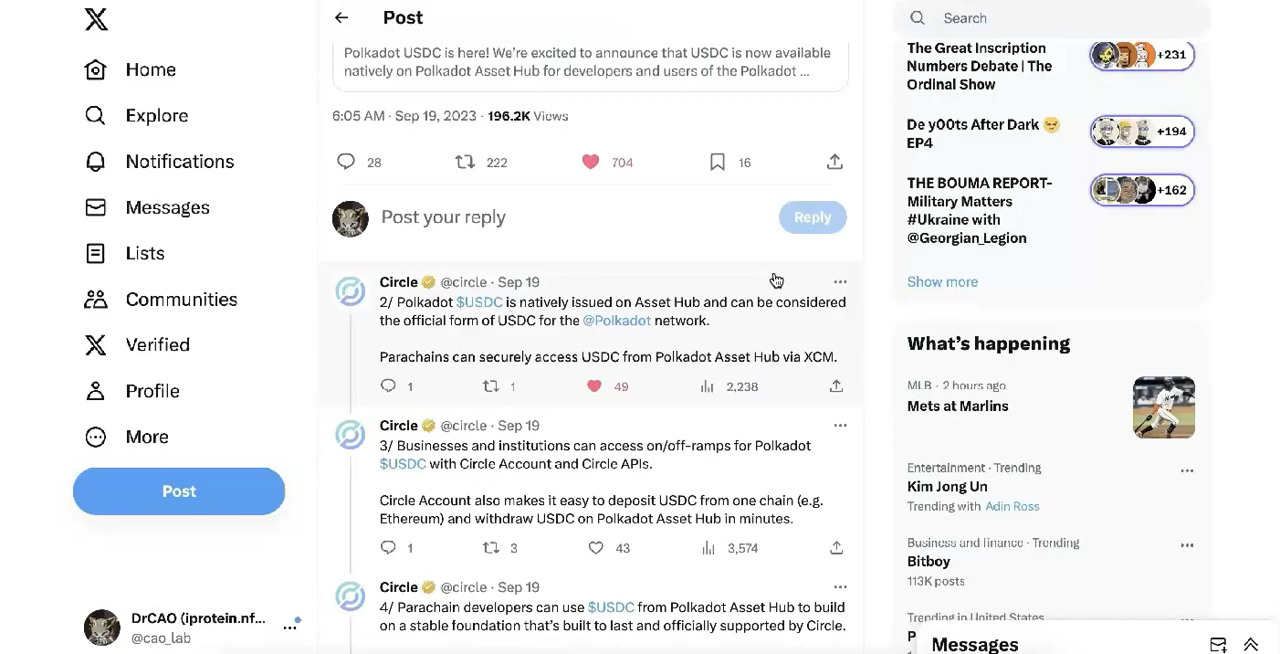 Post
Search
Home
Explore
Notifications
Messages
Lists
Communities
Verified
Profile
More
Post
DrCAO (iprotein.nf...
@cao_lab
Polkadot USDC is here! We're excited to announce that USDC is now available
natively on Polkadot Asset Hub for developers and users of the Polkadot ...
6:05 AM · Sep 19, 2023 · 196.2K Views
28 222 704 16
Post your reply
Reply
Circle @circle · Sep 19
2/ Polkadot $USDC is natively issued on Asset Hub and can be considered
the official form of USDC for the @Polkadot network.
Parachains can securely access USDC from Polkadot Asset Hub via XCM.
1 1 49 2,238
Circle @circle · Sep 19
3/ Businesses and institutions can access on/off-ramps for Polkadot
$USDC with Circle Account and Circle APIs.
Circle Account also makes it easy to deposit USDC from one chain (e.g.
Ethereum) and withdraw USDC on Polkadot Asset Hub in minutes.
1 3 43 3,574
Circle @circle · Sep 19
4/ Parachain developers can use $USDC from Polkadot Asset Hub to build
on a stable foundation that's built to last and officially supported by Circle.
The Great Inscription
Numbers Debate | The
Ordinal Show
+231
De y00ts After Dark
EP4
+194
THE BOUMA REPORT-
Military Matters
#Ukraine with
@Georgian_Legion
+162
Show more
What's happening
MLB · 2 hours ago
Mets at Marlins
Entertainment · Trending
Kim Jong Un
Trending with Adin Ross
Business and finance · Trending
Bitboy
113K posts
Trending in United States
Messages